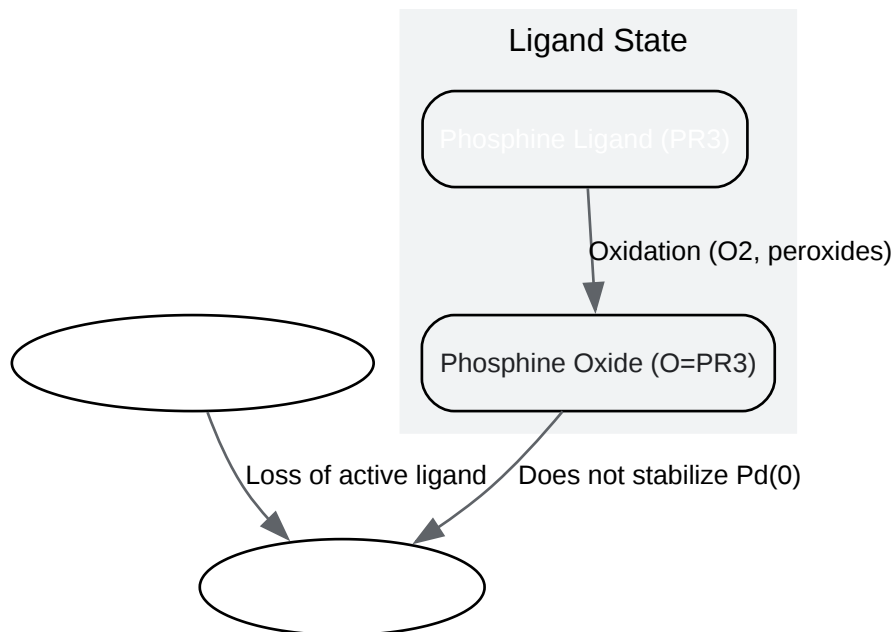 Ligand State
Phosphine Ligand (PR3)
Oxidation (O2, peroxides)
Phosphine Oxide (O=PR3)
Loss of active ligand
Does not stabilize Pd(0)